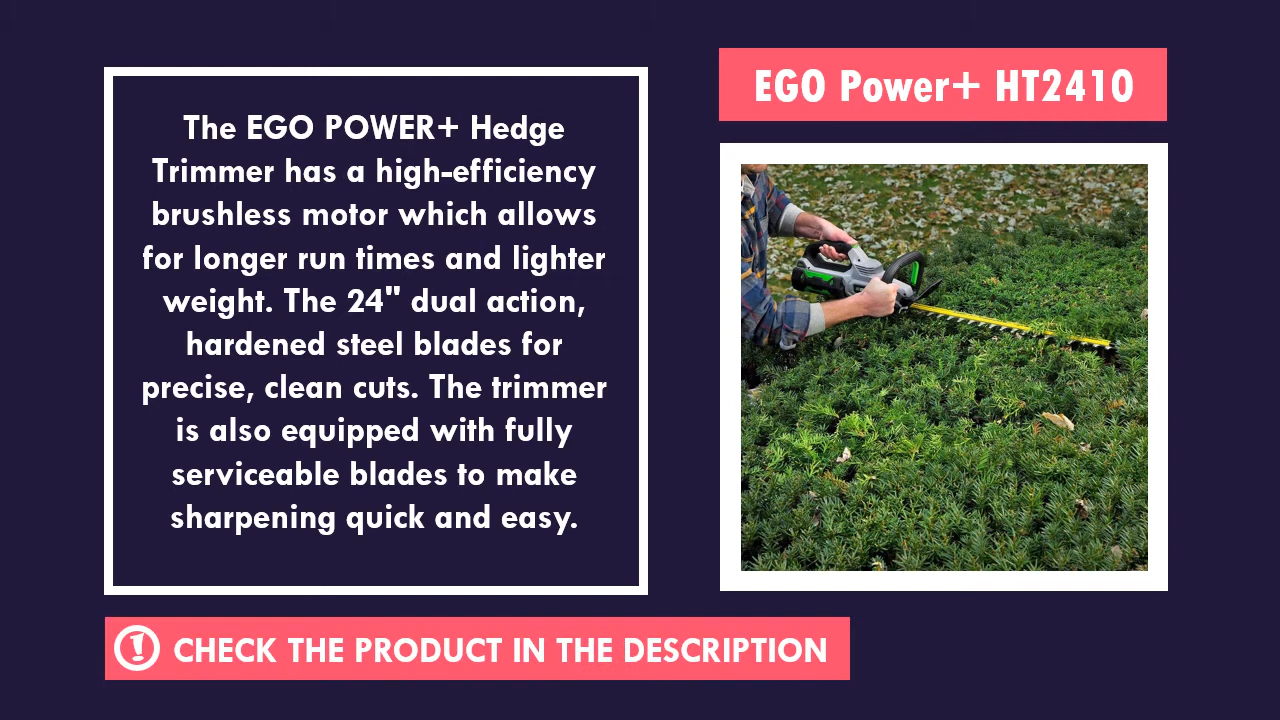 EGO Power+ HT2410
The EGO POWER+ Hedge
Trimmer has a high-efficiency
brushless motor which allows
for longer run times and lighter
weight. The 24" dual action,
hardened steel blades for
precise, clean cuts. The trimmer
is also equipped with fully
serviceable blades to make
sharpening quick and easy.
! CHECK THE PRODUCT IN THE DESCRIPTION